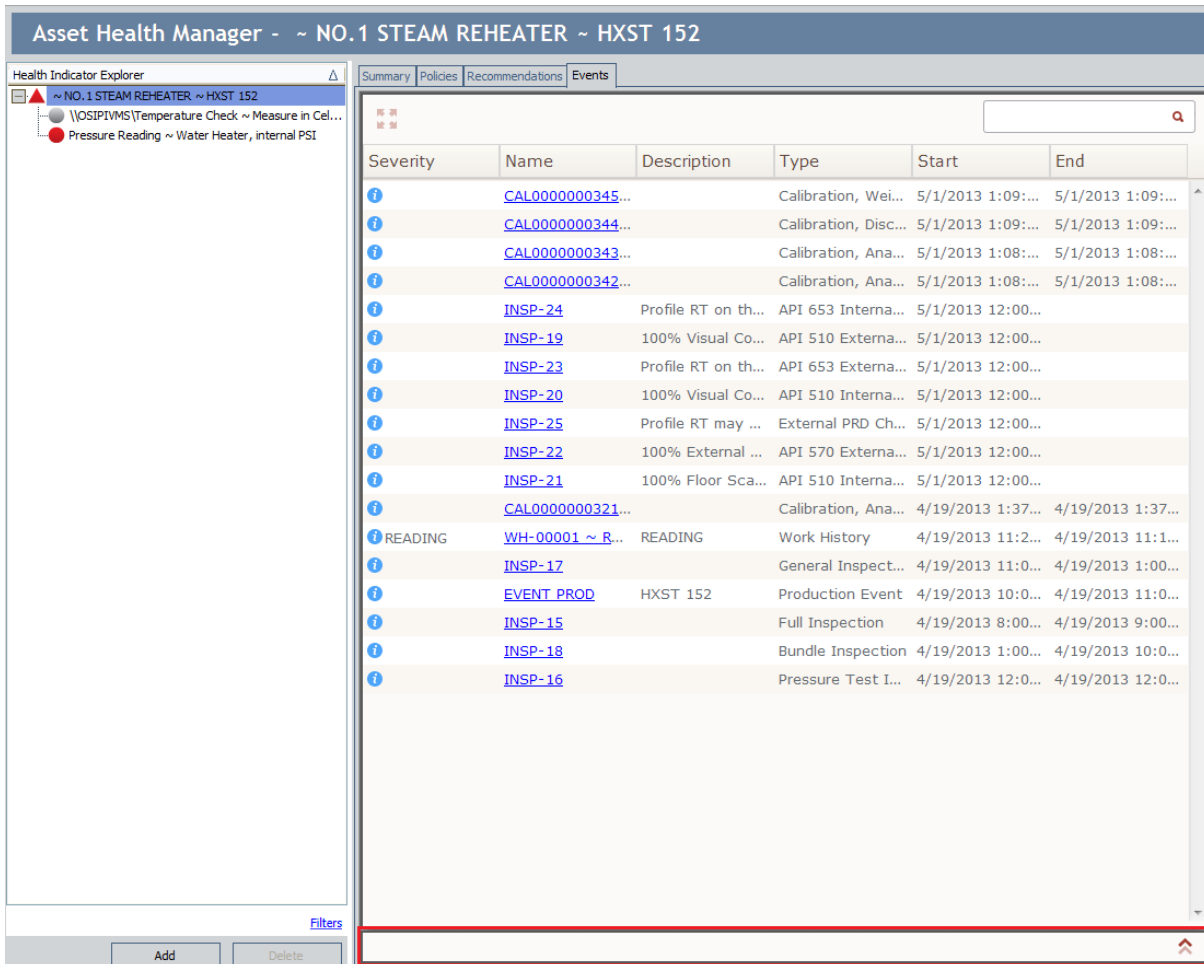 Asset Health Manager -  ~ NO.1 STEAM REHEATER ~ HXST 152
Health Indicator Explorer
~ NO.1 STEAM REHEATER ~ HXST 152
\\OSIPIVMS\Temperature Check ~ Measure in Cel...
Pressure Reading ~ Water Heater, internal PSI
Filters
Add Delete
Summary Policies Recommendations Events
Severity Name Description Type Start End
CAL0000000345... Calibration, Wei... 5/1/2013 1:09:... 5/1/2013 1:09:...
CAL0000000344... Calibration, Disc... 5/1/2013 1:09:... 5/1/2013 1:09:...
CAL0000000343... Calibration, Ana... 5/1/2013 1:08:... 5/1/2013 1:08:...
CAL0000000342... Calibration, Ana... 5/1/2013 1:08:... 5/1/2013 1:08:...
INSP-24 Profile RT on th... API 653 Interna... 5/1/2013 12:00...
INSP-19 100% Visual Co... API 510 Externa... 5/1/2013 12:00...
INSP-23 Profile RT on th... API 653 Externa... 5/1/2013 12:00...
INSP-20 100% Visual Co... API 510 Interna... 5/1/2013 12:00...
INSP-25 Profile RT may ... External PRD Ch... 5/1/2013 12:00...
INSP-22 100% External ... API 570 Externa... 5/1/2013 12:00...
INSP-21 100% Floor Sca... API 510 Interna... 5/1/2013 12:00...
CAL0000000321... Calibration, Ana... 4/19/2013 1:37... 4/19/2013 1:37...
READING WH-00001 ~ R... READING Work History 4/19/2013 11:2... 4/19/2013 11:1...
INSP-17 General Inspect... 4/19/2013 11:0... 4/19/2013 1:00...
EVENT PROD HXST 152 Production Event 4/19/2013 10:0... 4/19/2013 11:0...
INSP-15 Full Inspection 4/19/2013 8:00... 4/19/2013 9:00...
INSP-18 Bundle Inspection 4/19/2013 1:00... 4/19/2013 10:0...
INSP-16 Pressure Test I... 4/19/2013 12:0... 4/19/2013 12:0...